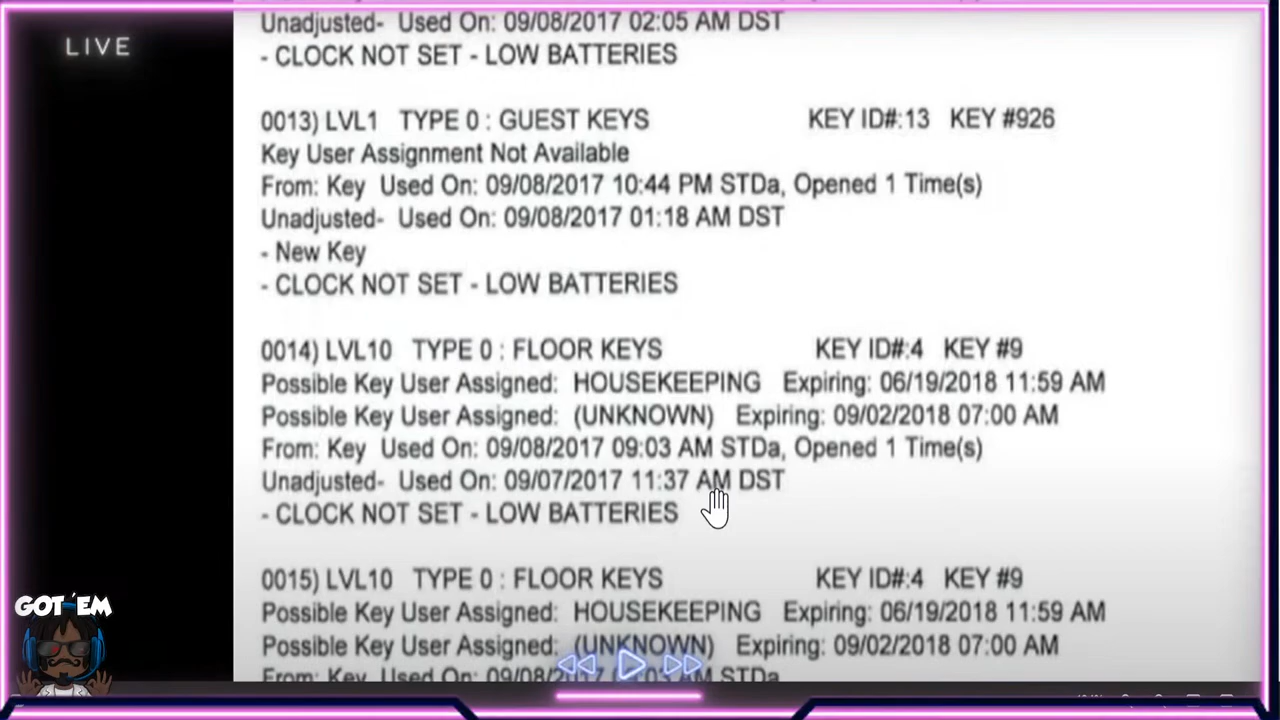 Unadjusted- Used On: 09/08/2017 02:05 AM DST
LIVE
- CLOCK NOT SET - LOW BATTERIES
0013) LVL1 TYPE 0 : GUEST KEYS KEY ID#:13 KEY #926
Key User Assignment Not Available
From: Key Used On: 09/08/2017 10:44 PM STDa, Opened 1 Time(s)
Unadjusted- Used On: 09/08/2017 01:18 AM DST
- New Key
- CLOCK NOT SET - LOW BATTERIES
0014) LVL10 TYPE 0 : FLOOR KEYS KEY ID#:4 KEY #9
Possible Key User Assigned: HOUSEKEEPING Expiring: 06/19/2018 11:59 AM
Possible Key User Assigned: (UNKNOWN) Expiring: 09/02/2018 07:00 AM
From: Key Used On: 09/08/2017 09:03 AM STDa, Opened 1 Time(s)
Unadjusted- Used On: 09/07/2017 11:37 AM DST
- CLOCK NOT SET - LOW BATTERIES
0015) LVL10 TYPE 0 : FLOOR KEYS KEY ID#:4 KEY #9
Possible Key User Assigned: HOUSEKEEPING Expiring: 06/19/2018 11:59 AM
GOT-'EM
Possible Key User Assigned: (UNKNOWN) Expiring: 09/02/2018 07:00 AM
From: Key Used On: AM STDa